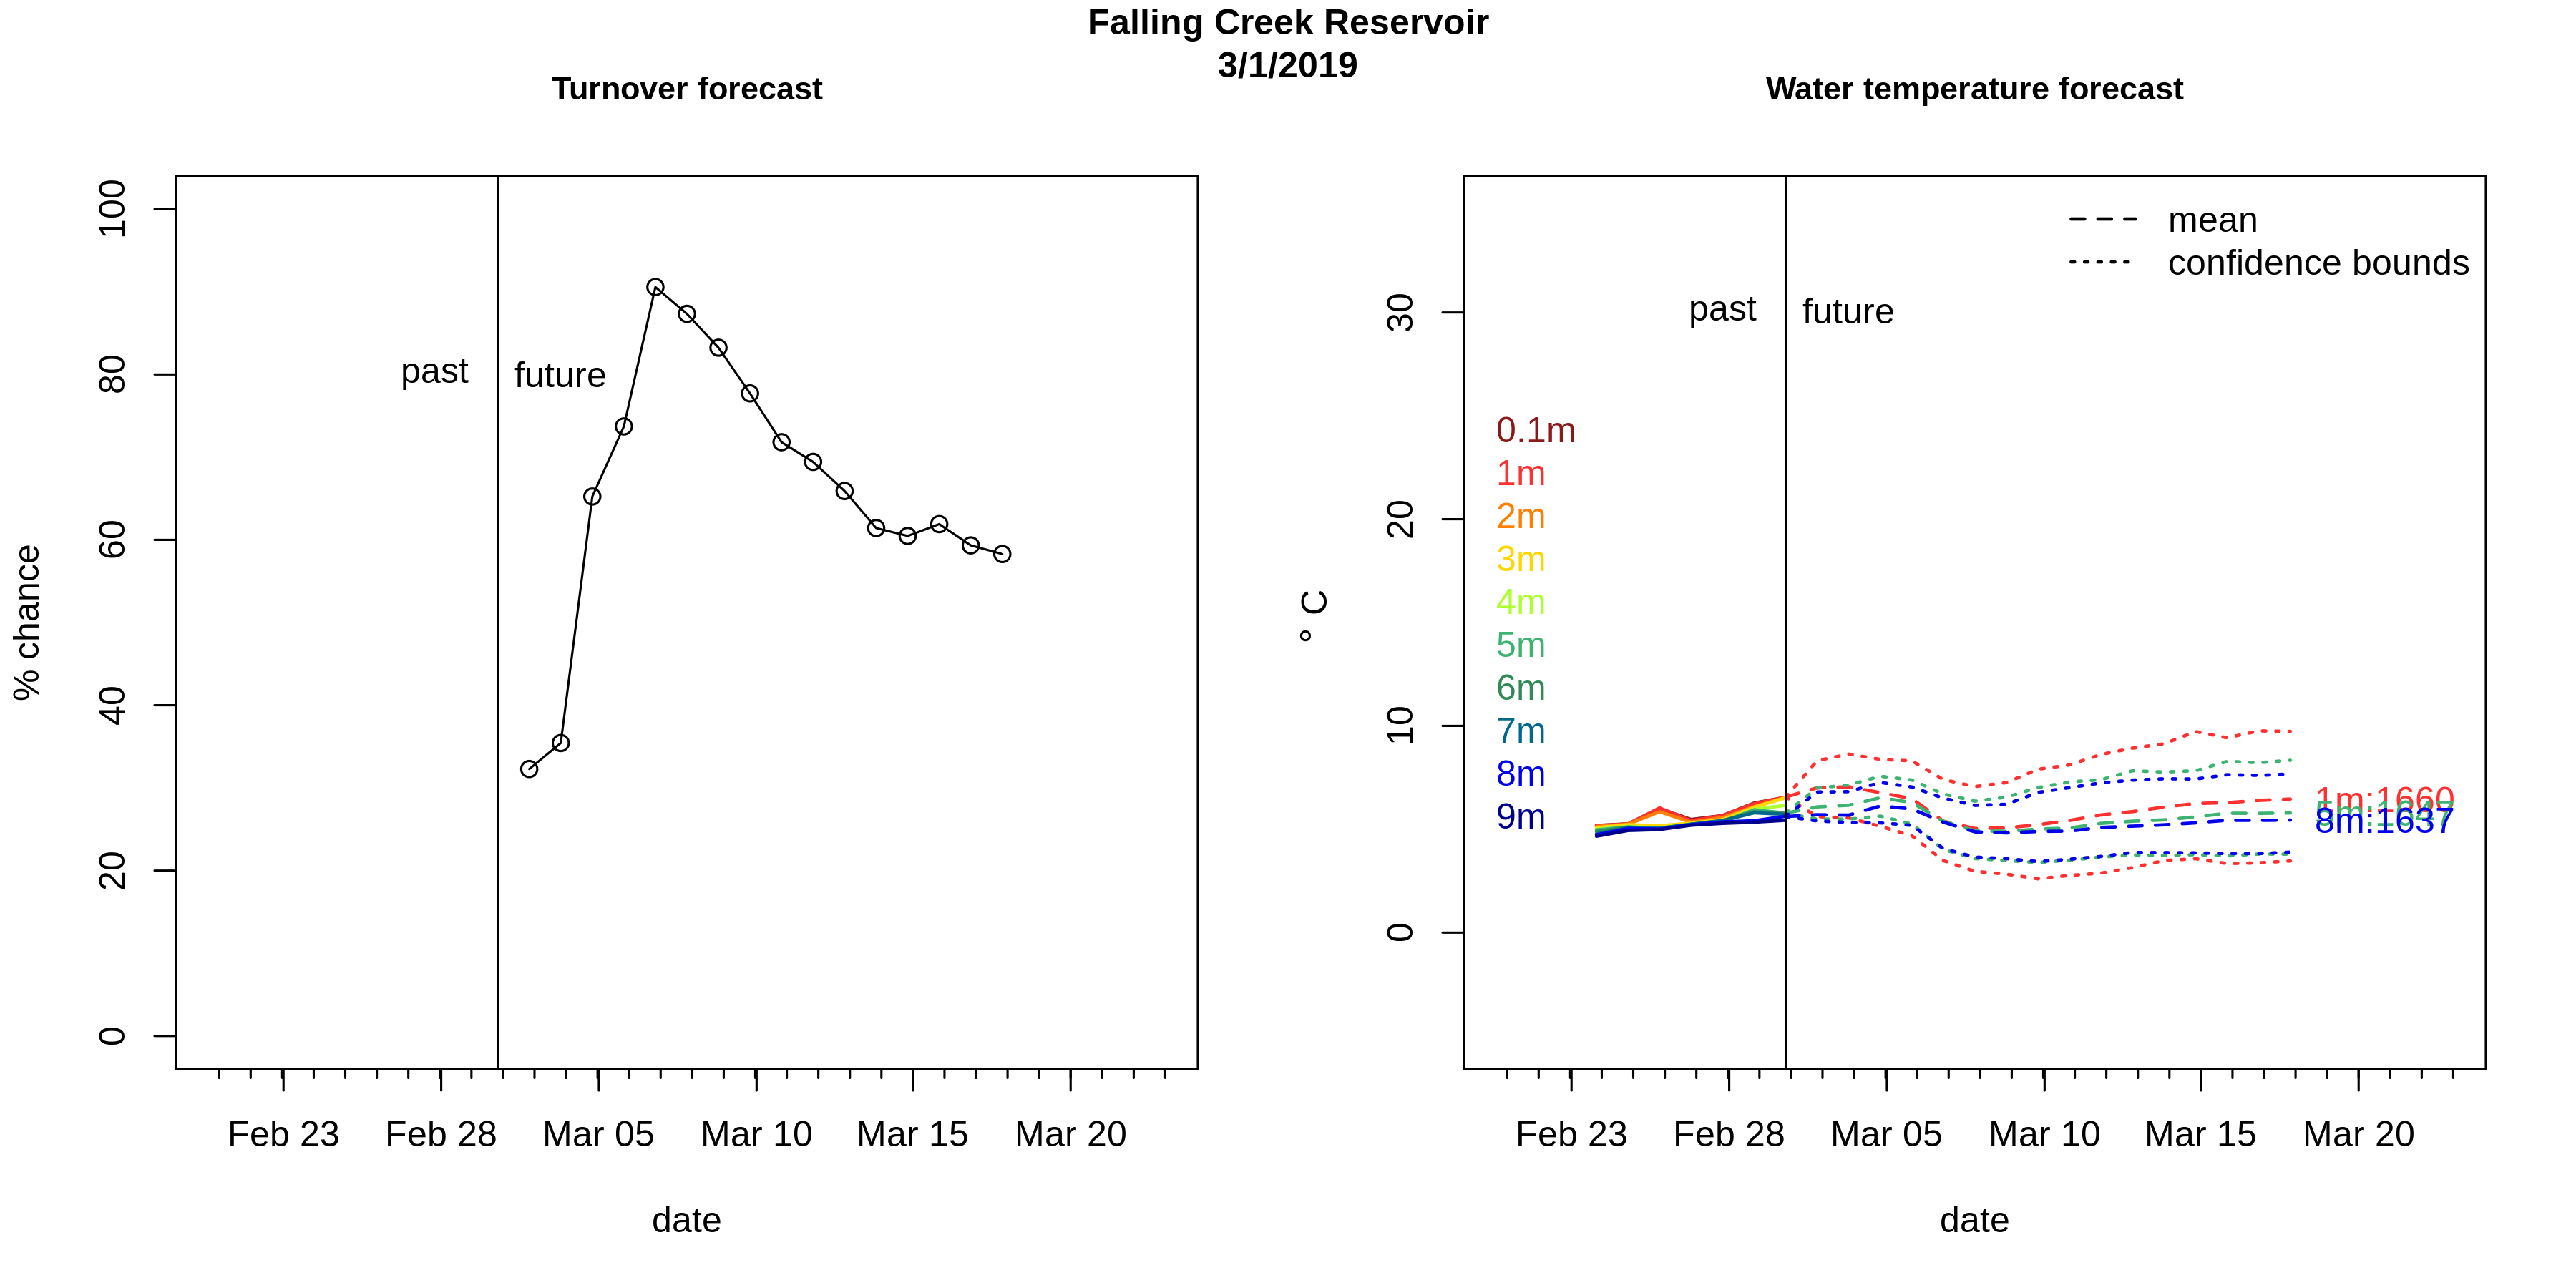 Falling Creek Reservoir
3/1/2019
Turnover forecast
% chance
100
80
60
40
20
0
past
future
Feb 23
Feb 28
Mar 05
Mar 10
Mar 15
Mar 20
date
Water temperature forecast
° C
30
20
10
0
mean
confidence bounds
past
future
0.1m
1m
2m
3m
4m
5m
6m
7m
8m
9m
1m:1660
8m:1637
Feb 23
Feb 28
Mar 05
Mar 10
Mar 15
Mar 20
date